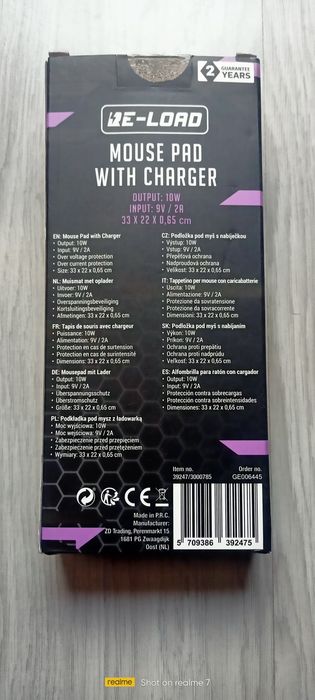 2 GUARANTEE
YEARS
RE-LOAD
MOUSE PAD
WITH CHARGER
OUTPUT: 10W
INPUT: 9V / 2A
33 X 22 X 0,65 cm
EN: Mouse Pad with Charger
• Output: 10W
• Input: 9V / 2A
• Over voltage protection
• Over current protection
• Size: 33 x 22 x 0,65 cm
NL: Muismat met oplader
• Uitvoer: 10W
• Invoer: 9V / 2A
• Overspanningsbeveiliging
• Kortsluitingsbeveiliging
• Afmetingen: 33 x 22 x 0,65 cm
FR: Tapis de souris avec chargeur
• Puissance: 10W
• Alimentation: 9V / 2A
• Protection en cas de surtension
• Protection en cas de surintensité
• Dimensions: 33 x 22 x 0,65 cm
DE: Mousepad mit Lader
• Output: 10W
• Input: 9V / 2A
• Überspannungsschutz
• Überstromschutz
• Größe: 33 x 22 x 0,65 cm
PL: Podkładka pod mysz z ładowarką
• Moc wyjściowa: 10W
• Moc wejściowa: 9V / 2A
• Zabezpieczenie przed przepięciem
• Zabezpieczenie przed przetężeniem
• Wymiary: 33 x 22 x 0,65 cm
CZ: Podložka pod myš s nabíječkou
• Výstup: 10W
• Vstup: 9V / 2A
• Přepěťová ochrana
• Nadproudová ochrana
• Velikost: 33 x 22 x 0,65 cm
IT: Tappetino per mouse con caricabatterie
• Uscita: 10W
• Alimentazione: 9V / 2A
• Protezione da sovratensione
• Protezione da sovracorrente
• Dimensioni: 33 x 22 x 0,65 cm
SK: Podložka pod myš s nabíjaním
• Výkon: 10W
• Príkon: 9V / 2A
• Ochrana proti prepätiu
• Ochrana proti nadprúdu
• Veľkosť: 33 x 22 x 0,65 cm
ES: Alfombrilla para ratón con cargador
• Output: 10W
• Input: 9V / 2A
• Protección contra sobrecargas
• Protección contra sobreintensidades
• Dimensiones: 33 x 22 x 0,65 cm
Item no. Order no.
39247/3000785 GE006445
CE
Made in P.R.C.
Manufacturer:
ZD Trading, Perenmarkt 15
1681 PG Zwaagdijk
Oost (NL)
5 709386 392475
realme Shot on realme 7